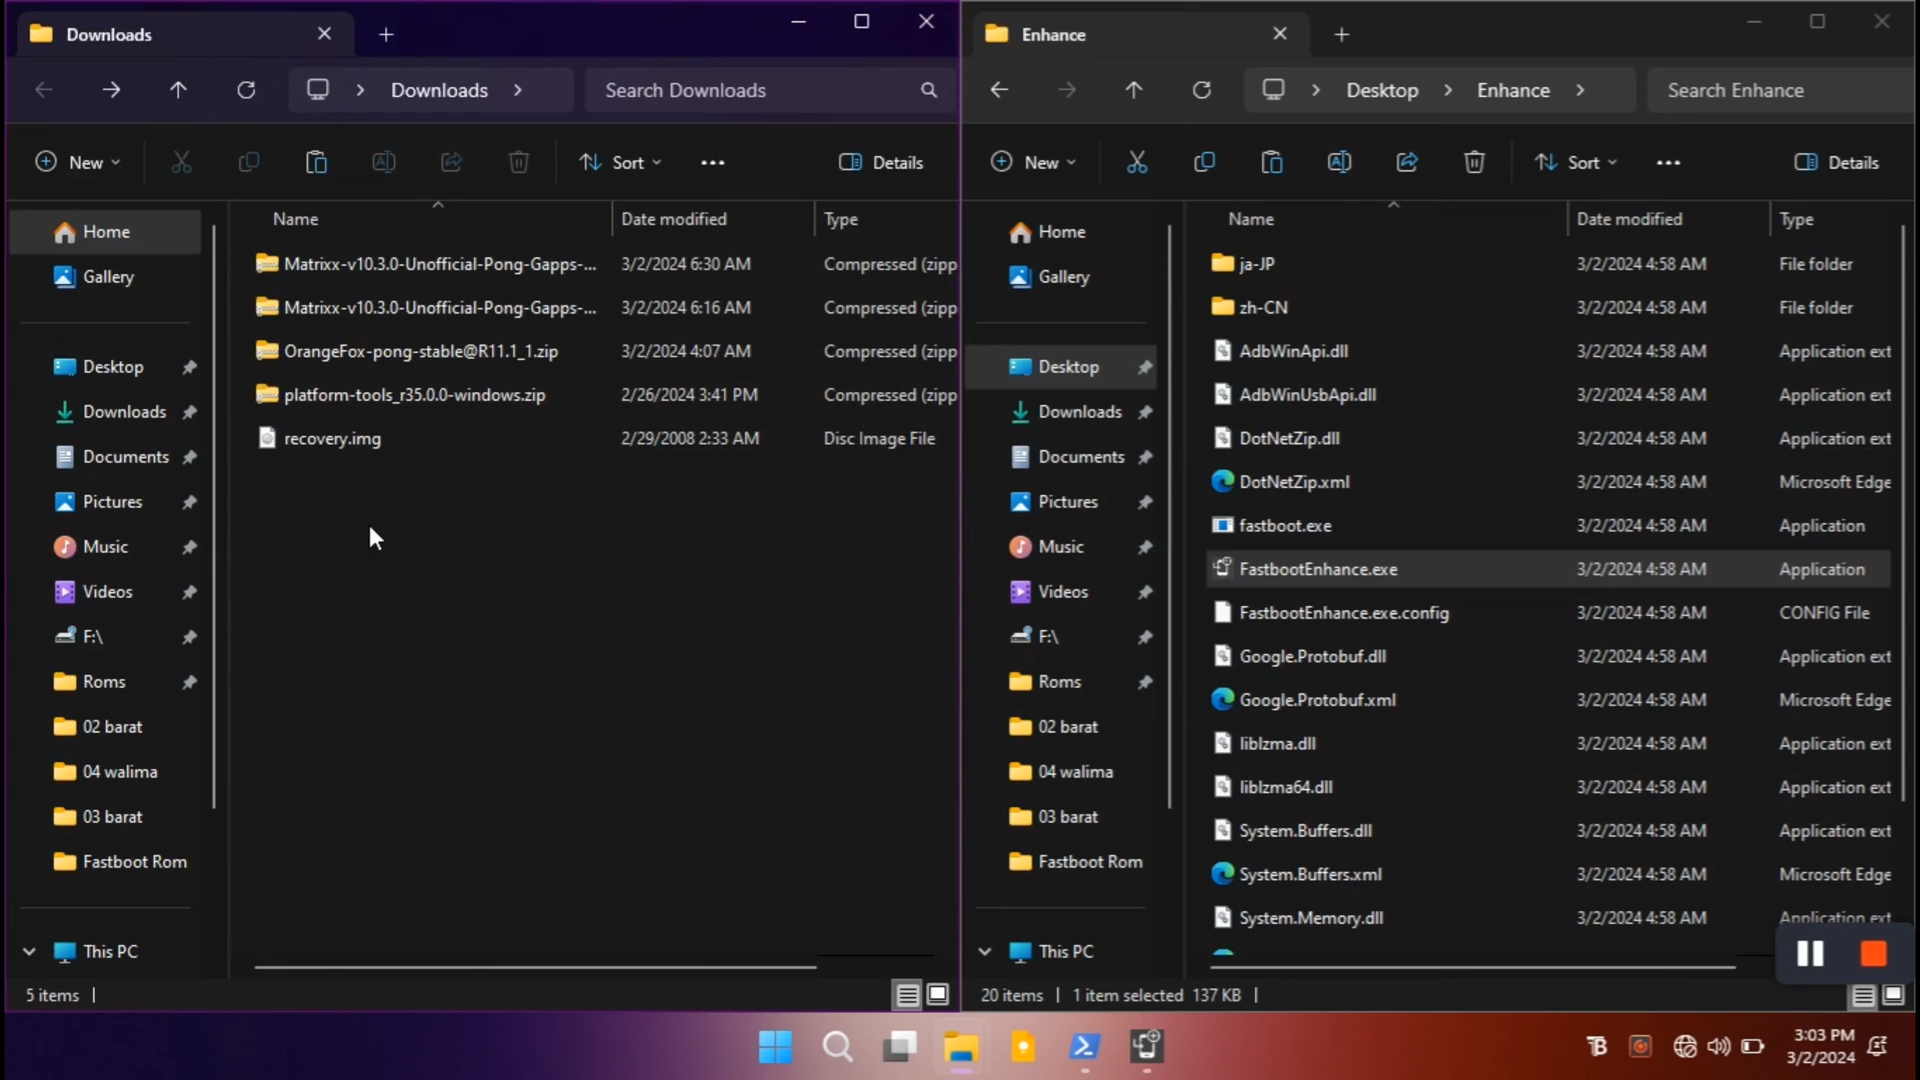 Downloads
Downloads
Search Downloads
New
Sort
Details
Name
Date modified
Type
Home
Gallery
Desktop
Downloads
Documents
Pictures
Music
Videos
F:\
Roms
02 barat
04 walima
03 barat
Fastboot Rom
This PC
Matrixx-v10.3.0-Unofficial-Pong-Gapps-... 3/2/2024 6:30 AM Compressed (zipp
Matrixx-v10.3.0-Unofficial-Pong-Gapps-... 3/2/2024 6:16 AM Compressed (zipp
OrangeFox-pong-stable@R11.1_1.zip 3/2/2024 4:07 AM Compressed (zipp
platform-tools_r35.0.0-windows.zip 2/26/2024 3:41 PM Compressed (zipp
recovery.img 2/29/2008 2:33 AM Disc Image File
5 items
Enhance
Desktop
Enhance
Search Enhance
New
Sort
Details
Name
Date modified
Type
Home
Gallery
Desktop
Downloads
Documents
Pictures
Music
Videos
F:\
Roms
02 barat
04 walima
03 barat
Fastboot Rom
This PC
ja-JP 3/2/2024 4:58 AM File folder
zh-CN 3/2/2024 4:58 AM File folder
AdbWinApi.dll 3/2/2024 4:58 AM Application ext
AdbWinUsbApi.dll 3/2/2024 4:58 AM Application ext
DotNetZip.dll 3/2/2024 4:58 AM Application ext
DotNetZip.xml 3/2/2024 4:58 AM Microsoft Edge
fastboot.exe 3/2/2024 4:58 AM Application
FastbootEnhance.exe 3/2/2024 4:58 AM Application
FastbootEnhance.exe.config 3/2/2024 4:58 AM CONFIG File
Google.Protobuf.dll 3/2/2024 4:58 AM Application ext
Google.Protobuf.xml 3/2/2024 4:58 AM Microsoft Edge
liblzma.dll 3/2/2024 4:58 AM Application ext
liblzma64.dll 3/2/2024 4:58 AM Application ext
System.Buffers.dll 3/2/2024 4:58 AM Application ext
System.Buffers.xml 3/2/2024 4:58 AM Microsoft Edge
System.Memory.dll 3/2/2024 4:58 AM Application ext
20 items 1 item selected 137 KB
3:03 PM
3/2/2024